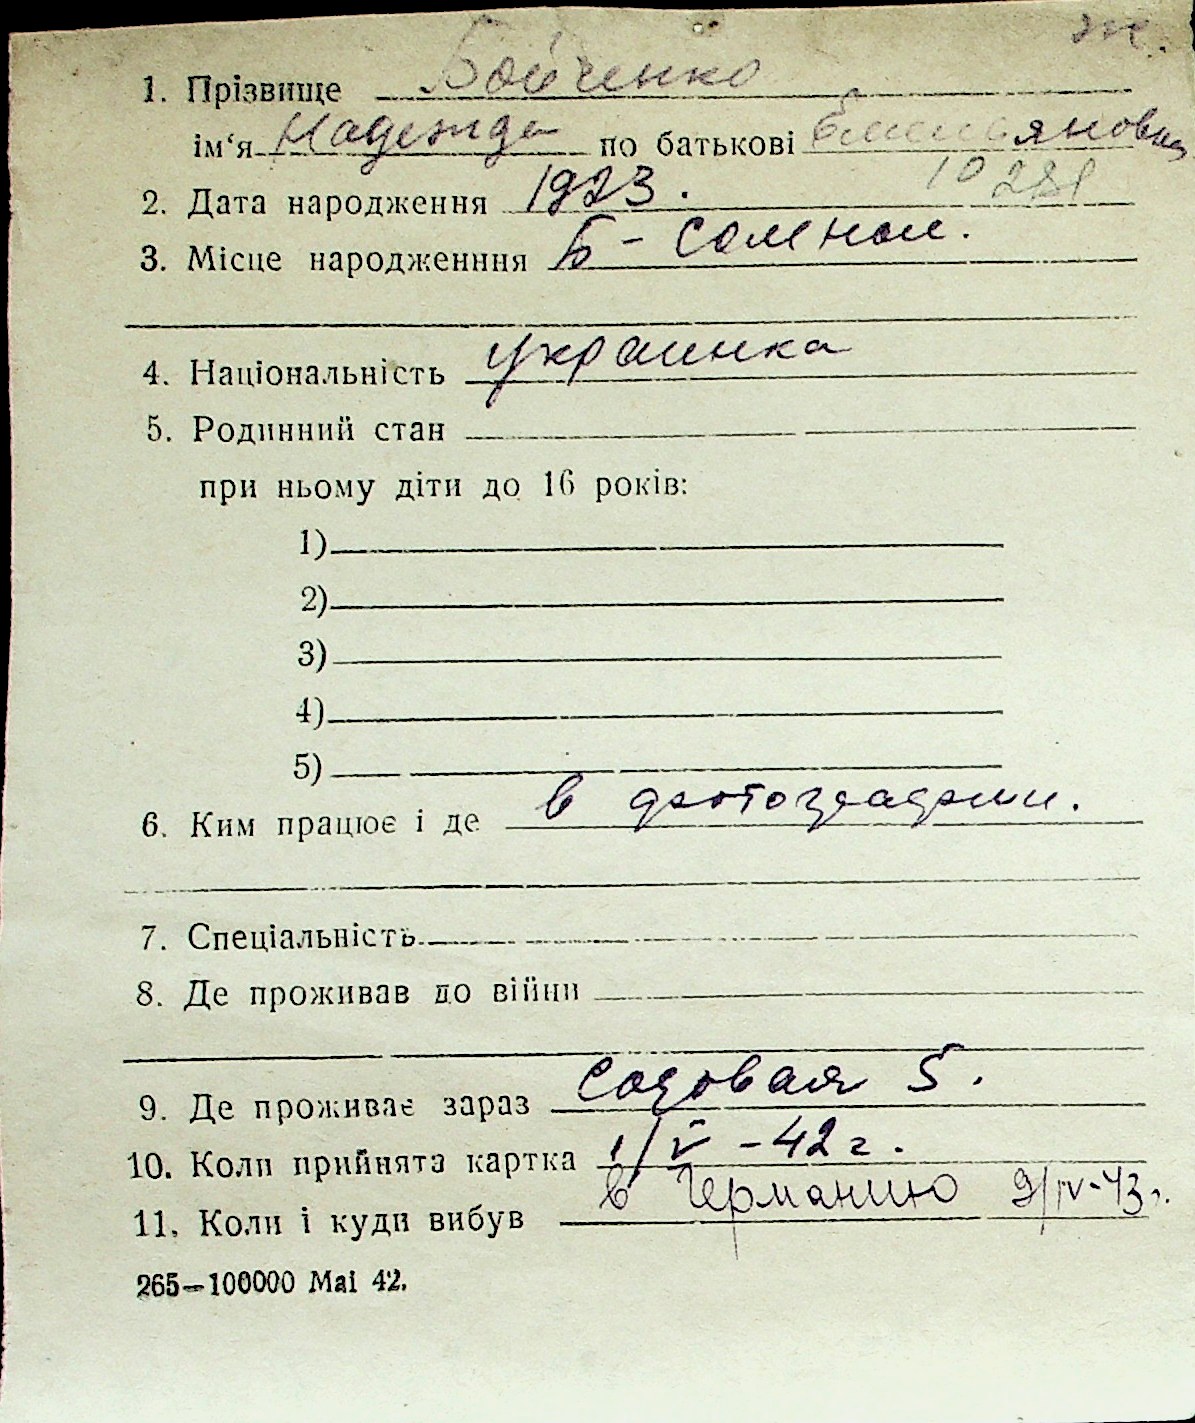 ж.
1. Прізвище Бойченко
ім‘я Надежда по батькові Емельяновна
10 281
2. Дата народження 1923.
3. Місце народженння Б -
4. Національність украинка
5. Родинний стан
при ньому діти до 16 років:
1)
2)
3)
4)
5)
6. Ким працює і де в фотографии.
7. Спеціальність
8. Де проживав до війни
9. Де проживає зараз Садовая 5.
10. Коли прийнята картка 1/V - 42 г.
11. Коли і куди вибув в Германию 9/IV-43 г.
265—100000 Mai 42.